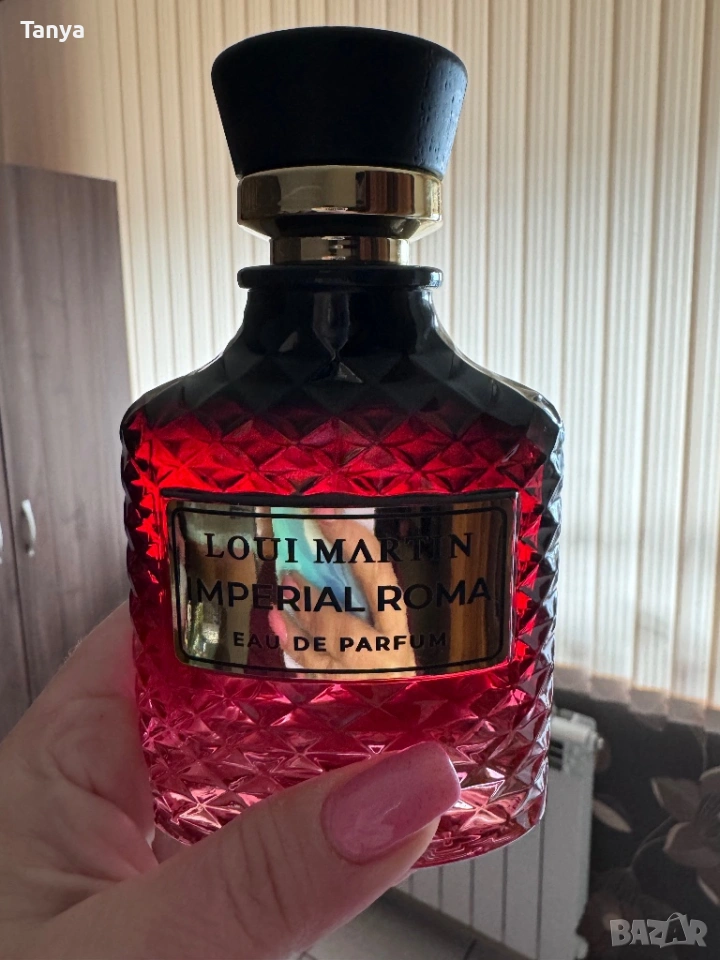 Tanya
LOUI MARTIN
IMPERIAL ROMA
EAU DE PARFUM
BAZAR